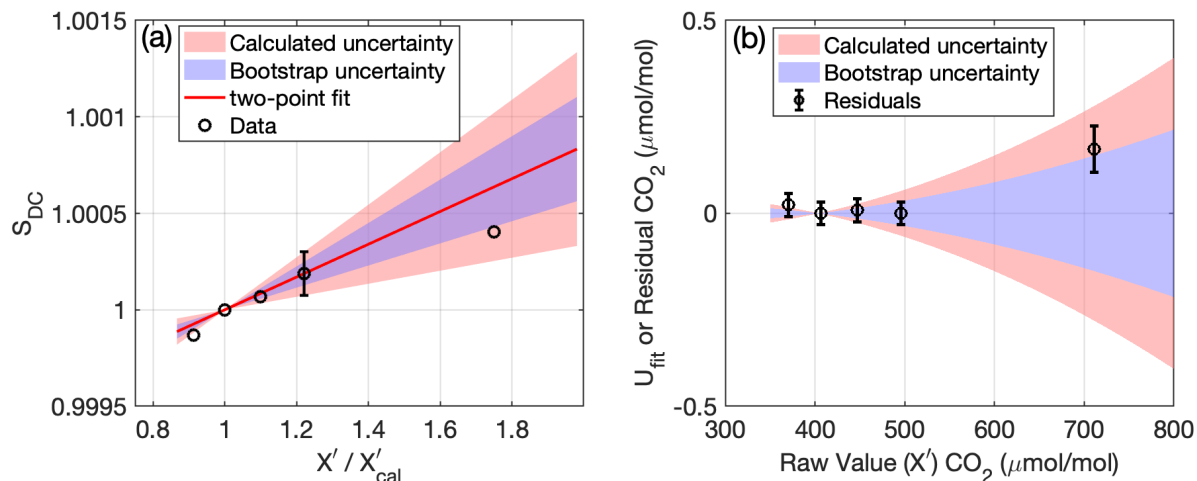 (a)
Calculated uncertainty
Bootstrap uncertainty
two-point fit
Data
1.0015
1.001
1.0005
1
0.9995
S_DC
0.8 1 1.2 1.4 1.6 1.8
X′ / X′_cal
(b)
Calculated uncertainty
Bootstrap uncertainty
Residuals
0.5
0
-0.5
U_fit or Residual CO₂ (μmol/mol)
300 400 500 600 700 800
Raw Value (X′) CO₂ (μmol/mol)